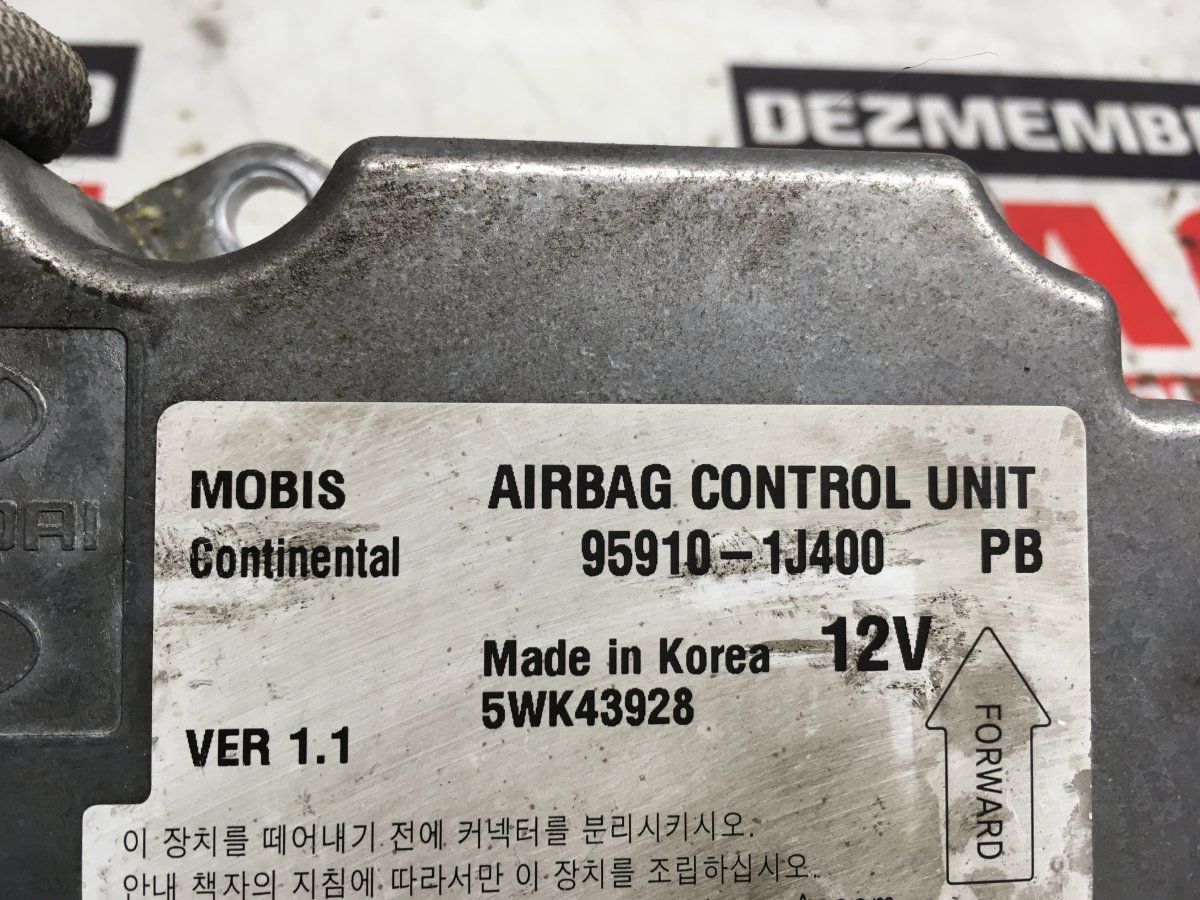 DEZMEMB
MOBIS AIRBAG CONTROL UNIT
Continental 95910-1J400 PB
Made in Korea 12V
5WK43928
VER 1.1
FORWARD
이 장치를 떼어내기 전에 커넥터를 분리시키시오.
안내 책자의 지침에 따라서만 이 장치를 조립하십시오.